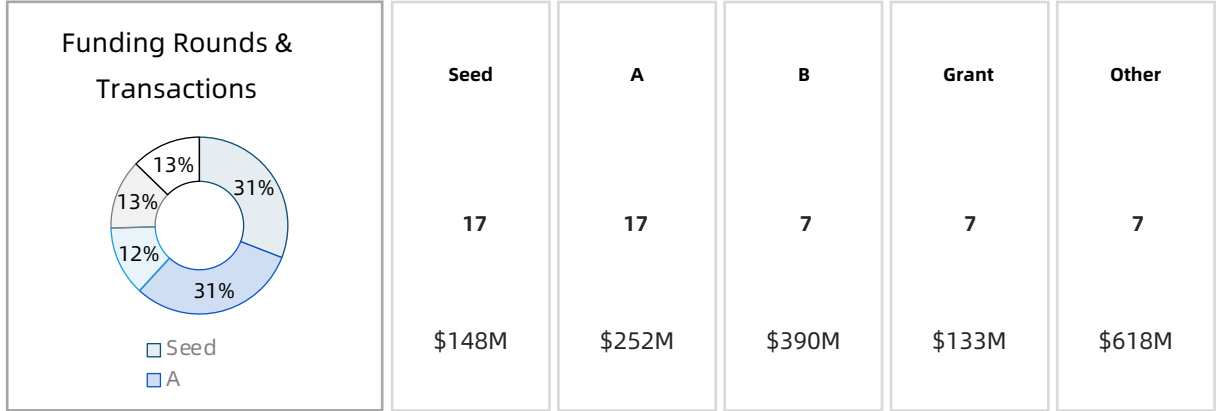 Funding Rounds &
Transactions
13%
31%
13%
12%
31%
Seed
A
Seed
A
B
Grant
Other
17
17
7
7
7
$148M
$252M
$390M
$133M
$618M